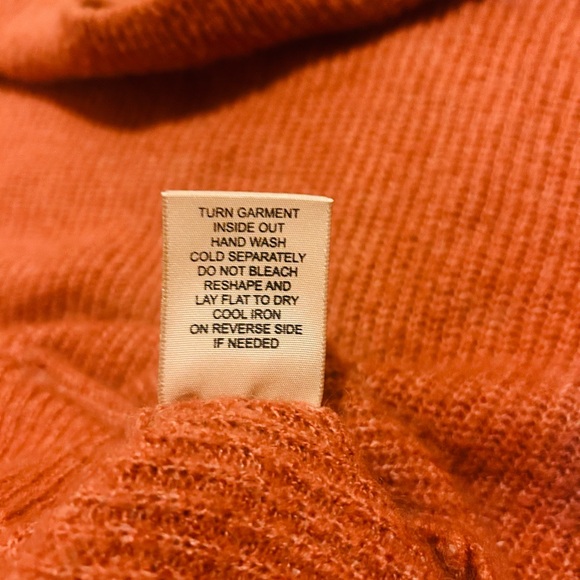 TURN GARMENT
INSIDE OUT
HAND WASH
COLD SEPARATELY
DO NOT BLEACH
RESHAPE AND
LAY FLAT TO DRY
COOL IRON
ON REVERSE SIDE
IF NEEDED